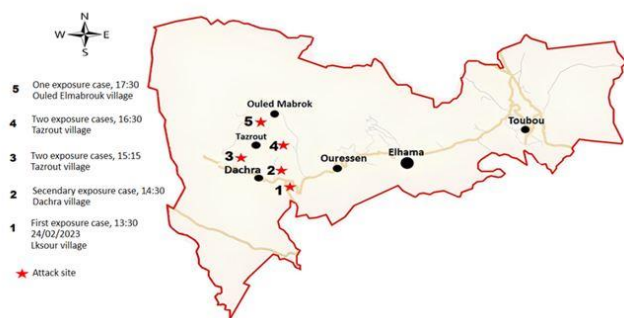 N
W E
S
5 One exposure case, 17:30
Ouled Elmabrouk village
4 Two exposure cases, 16:30
Tazrout village
3 Two exposure cases, 15:15
Tazrout village
2 Secendary exposure case, 14:30
Dachra village
1 First exposure case, 13:30
24/02/2023
Lksour village
Attack site
Ouled Mabrok
5
Tazrout
4
3
Dachra
2
1
Ouressen
Elhama
Toubou